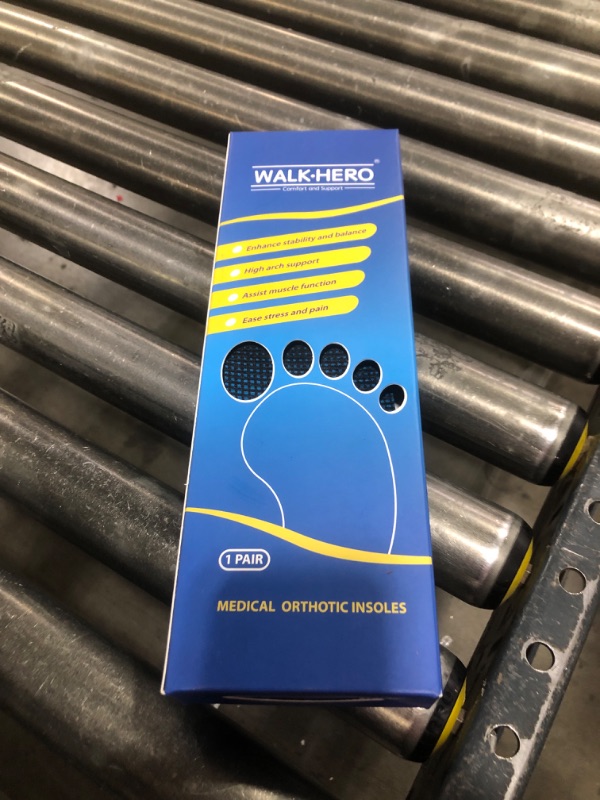 WALK·HERO®
Comfort and Support
Enhance stability and balance
High arch support
Assist muscle function
Ease stress and pain
1 PAIR
MEDICAL ORTHOTIC INSOLES